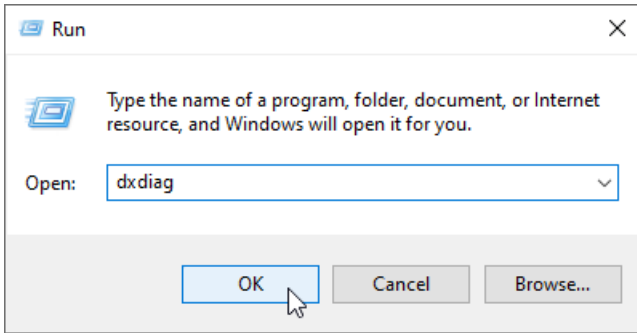 Run
Type the name of a program, folder, document, or Internet
resource, and Windows will open it for you.
Open: dxdiag
OK Cancel Browse...